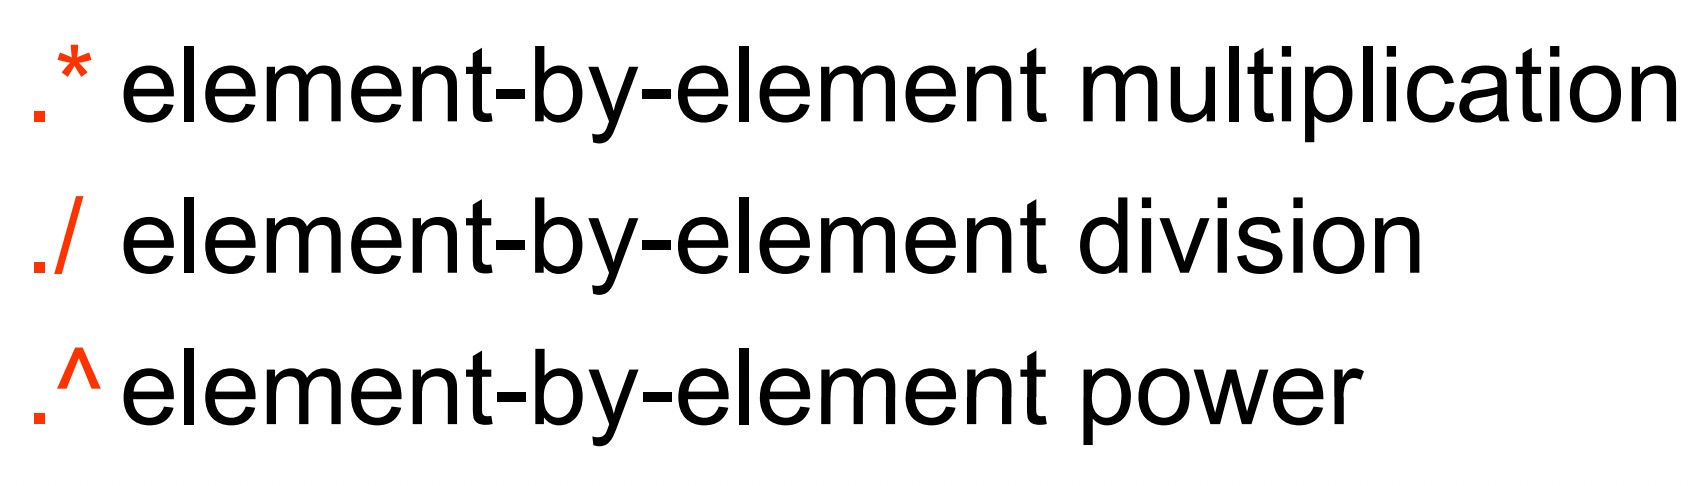 .* element-by-element multiplication
./ element-by-element division
.^ element-by-element power